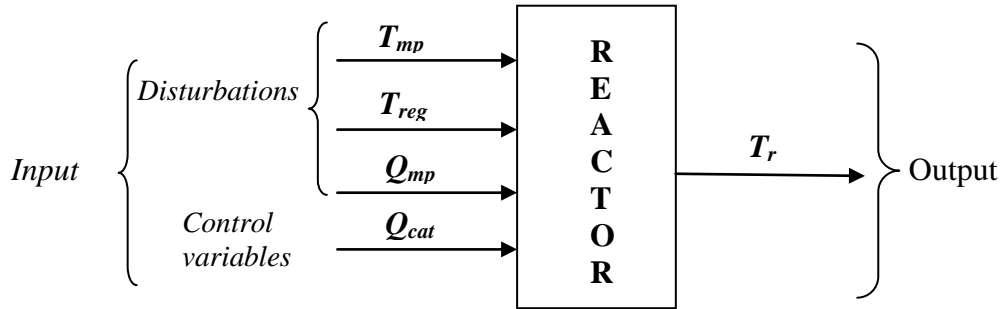 Input
Disturbations
Control
variables
T_mp
T_reg
Q_mp
Q_cat
R
E
A
C
T
O
R
T_r
Output